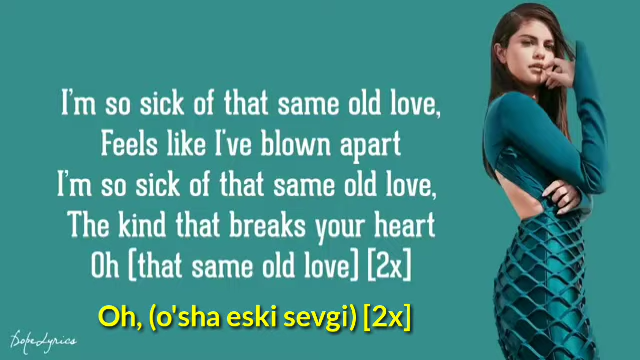 I'm so sick of that same old love,
Feels like I've blown apart
I'm so sick of that same old love,
The kind that breaks your heart
Oh [that same old love] [2x]
Oh, (o'sha eski sevgi) [2x]
BobeLyrics